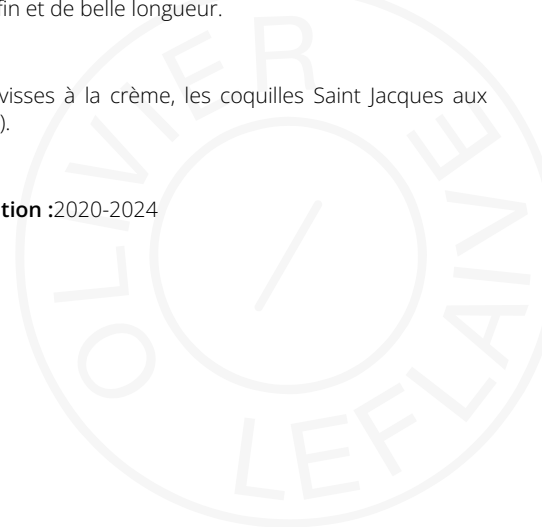 fin et de belle longueur.
visses à la crème, les coquilles Saint Jacques aux
).
tion :2020-2024
OLIVIER
LEFLAIVE